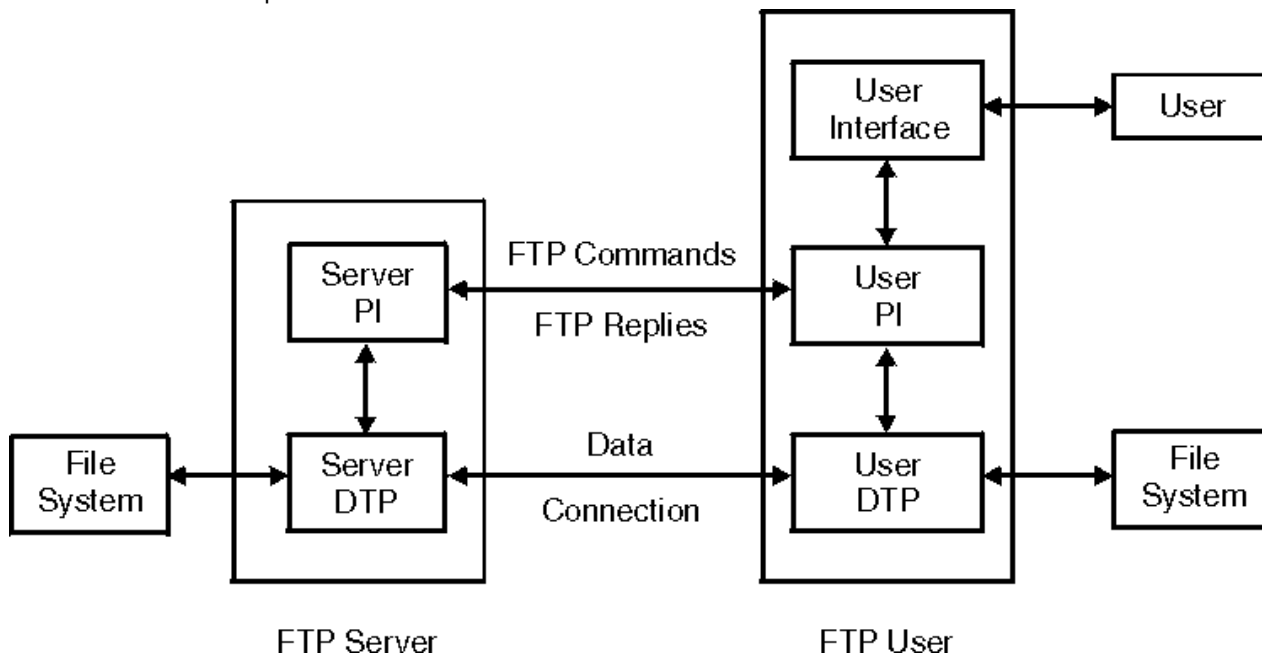 User
Interface
User
Server
PI
FTP Commands
FTP Replies
User
PI
File
System
Server
DTP
Data
Connection
User
DTP
File
System
FTP Server
FTP User